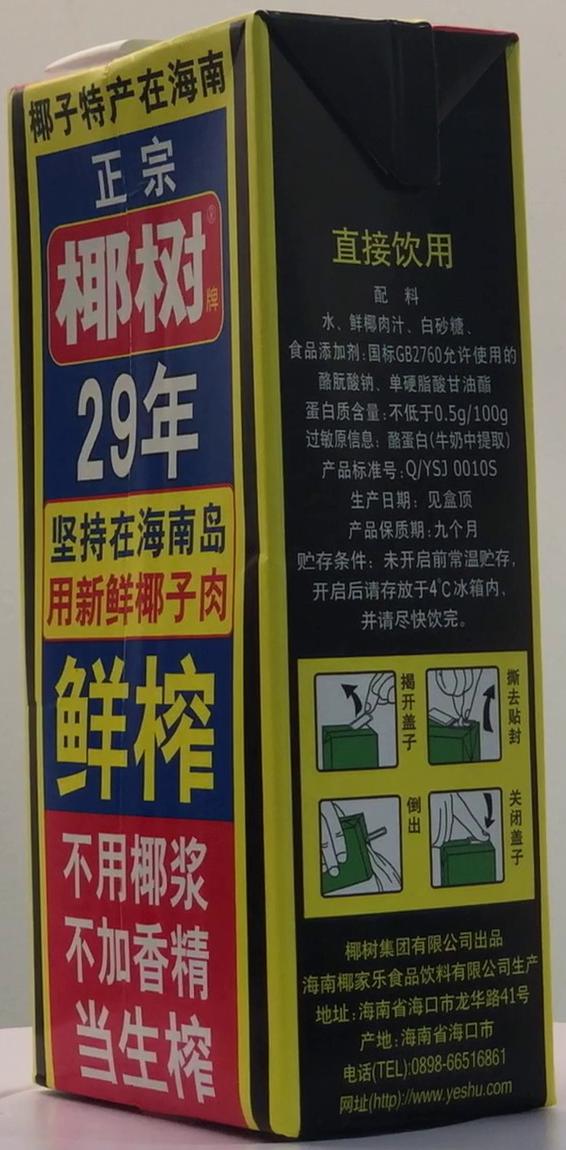 椰子特产在海南
正宗
椰树®
牌
29年
坚持在海南岛
用新鲜椰子肉
鲜榨
不用椰浆
不加香精
当生榨
直接饮用
配 料
水、鲜椰肉汁、白砂糖、
食品添加剂:国标GB2760允许使用的
酪朊酸钠、单硬脂酸甘油酯
蛋白质含量:不低于0.5g/100g
过敏原信息:酪蛋白(牛奶中提取)
产品标准号:Q/YSJ 0010S
生产日期:见盒顶
产品保质期:九个月
贮存条件:未开启前常温贮存,
开启后请存放于4℃冰箱内,
并请尽快饮完。
揭开盖子
撕去贴封
倒出
关闭盖子
椰树集团有限公司出品
海南椰家乐食品饮料有限公司生产
地址:海南省海口市龙华路41号
产地:海南省海口市
电话(TEL):0898-66516861
网址(http)://www.yeshu.com